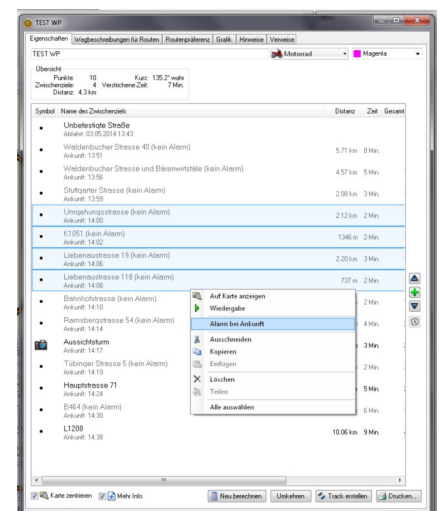 TEST WP
Eigenschaften Wegbeschreibungen für Routen Routenpräferenz Grafik Hinweise Verweise
TEST WP Motorrad Magenta
Übersicht
Punkte: 10 Kurs: 135.2° wahr
Zwischenziele: 4 Verstrichene Zeit: 7 Min.
Distanz: 4.3 km
Symbol Name des Zwischenziels Distanz Zeit Gesamt
Unbefestigte Straße
Abfahrt: 03.05.2014 13:43
Waldenbucher Strasse 40 (kein Alarm) 5.71 km 8 Min.
Ankunft: 13:51
Waldenbucher Strasse und Bärenwirtstäle (kein Alarm) 4.57 km 5 Min.
Ankunft: 13:56
Stuttgarter Strasse (kein Alarm) 2.08 km 3 Min.
Ankunft: 13:59
Umgehungsstrasse (kein Alarm) 2.12 km 2 Min.
Ankunft: 14:00
K1051 (kein Alarm) 1346 m 2 Min.
Ankunft: 14:02
Liebenaustrasse 19 (kein Alarm) 2.20 km 3 Min.
Ankunft: 14:06
Liebenaustrasse 118 (kein Alarm) 737 m 2 Min.
Ankunft: 14:08
Bahnhofstrasse (kein Alarm) 2 Min.
Ankunft: 14:10
Ramsbergstrasse 54 (kein Alarm) 4 Min.
Ankunft: 14:14
Aussichtsturm 3 Min.
Ankunft: 14:17
Tübinger Strasse 5 (kein Alarm) 2 Min.
Ankunft: 14:19
Hauptstrasse 71 5 Min.
Ankunft: 14:24
B464 (kein Alarm) 6 Min.
Ankunft: 14:30
L1208 10.06 km 9 Min.
Ankunft: 14:38
Auf Karte anzeigen
Wiedergabe
Alarm bei Ankunft
Ausschneiden
Kopieren
Einfügen
Löschen
Teilen
Alle auswählen
Karte zentrieren Mehr Info Neu berechnen Umkehren Track erstellen Drucken...